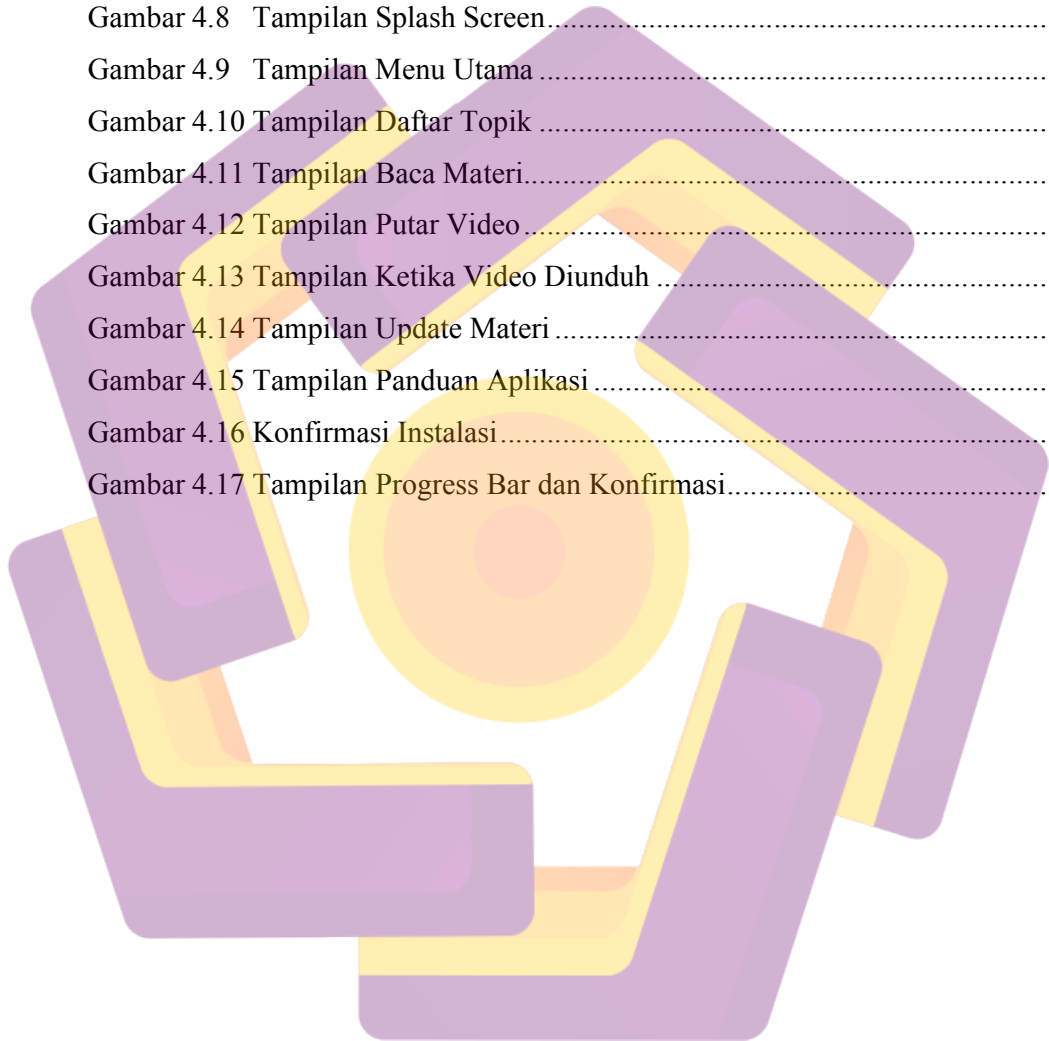 Gambar 4.8 Tampilan Splash Screen...............................................................
Gambar 4.9 Tampilan Menu Utama ................................................................
Gambar 4.10 Tampilan Daftar Topik ................................................................
Gambar 4.11 Tampilan Baca Materi..................................................................
Gambar 4.12 Tampilan Putar Video..................................................................
Gambar 4.13 Tampilan Ketika Video Diunduh .................................................
Gambar 4.14 Tampilan Update Materi ..............................................................
Gambar 4.15 Tampilan Panduan Aplikasi .........................................................
Gambar 4.16 Konfirmasi Instalasi.....................................................................
Gambar 4.17 Tampilan Progress Bar dan Konfirmasi........................................